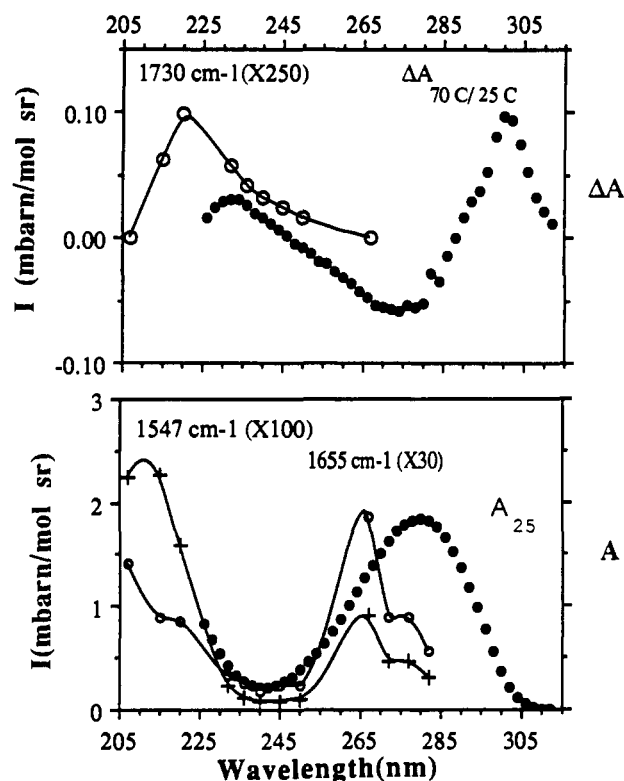 205 225 245 265 285 305
1730 cm-1(X250)
ΔA
70 C/ 25 C
0.10
0.00
-0.10
I (mbarn/mol sr)
ΔA
3
2
1
0
1547 cm-1 (X100)
1655 cm-1 (X30)
A 25
I(mbarn/mol sr)
A
205 225 245 265 285 305
Wavelength(nm)